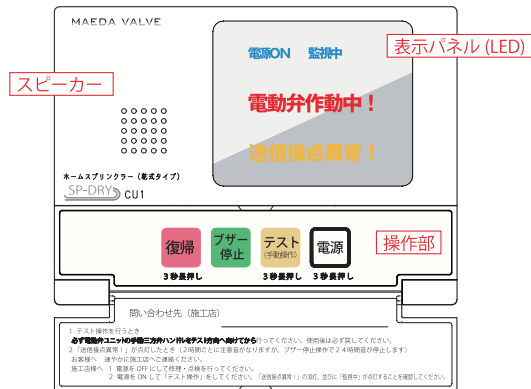 MAEDA VALVE
電源ON 監視中
表示パネル (LED)
スピーカー
電動弁作動中！
送信接点異常！
ホームスプリンクラー（乾式タイプ）
SP-DRY CU1
復帰
ブザー停止
テスト
(手動操作)
電源
操作部
3秒長押し 3秒長押し 3秒長押し
問い合わせ先（施工店）
1 テスト操作を行うとき
必ず電動弁ユニットの手動三方弁ハンドルをテスト方向へ向けてから行ってください。使用後は必ず戻してください。
2「送信接点異常！」が点灯したとき（２時間ごとに注意音がなりますが、ブザー停止操作で２４時間音が停止します）
お客様へ 速やかに施工店へご連絡ください。
施工店様へ 1 電源を OFF にして修理・点検を行ってください。
2 電源を ON して「テスト操作」をしてください。「送信接点異常！」の消灯、並びに「監視中」が点灯することを確認してください。